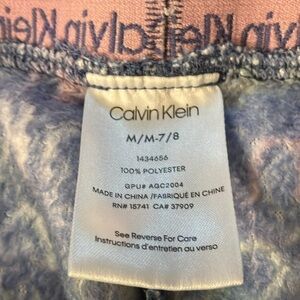 Calvin Klein
Calvin Klein
M/M-7/8
1434656
100% POLYESTER
GPU# AGC2004
MADE IN CHINA/FABRIQUÉ EN CHINE
RN# 15741 CA# 37909
See Reverse For Care
Instructions d'entretien au verso